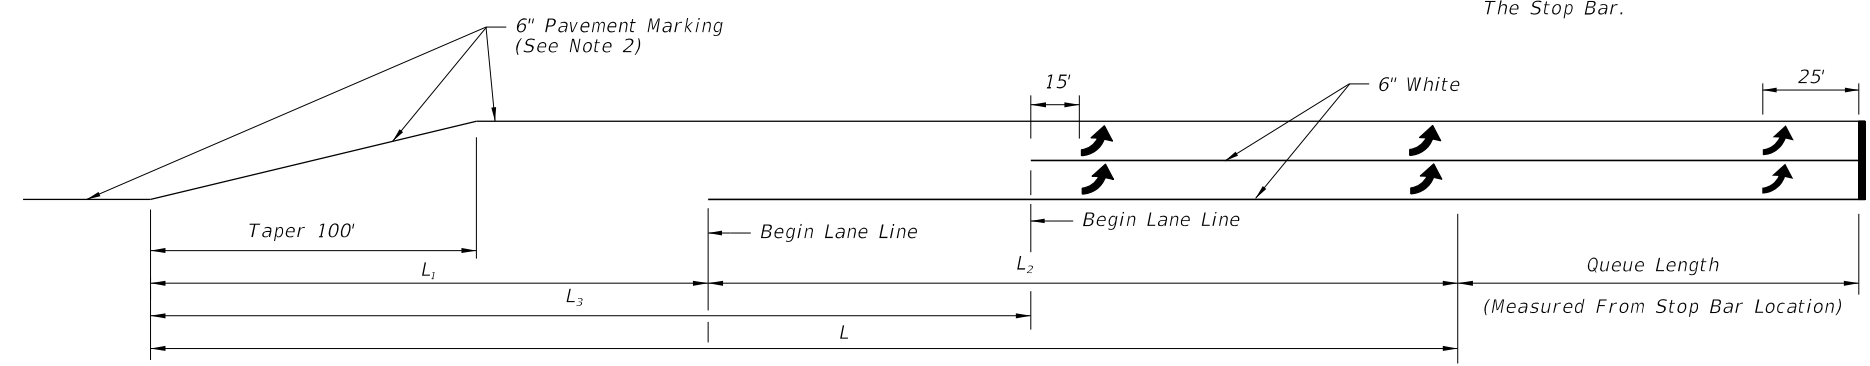 The Stop Bar.
6" Pavement Marking
(See Note 2)
15'
6" White
25'
Taper 100'
Begin Lane Line
Begin Lane Line
L1
L2
Queue Length
L3
(Measured From Stop Bar Location)
L